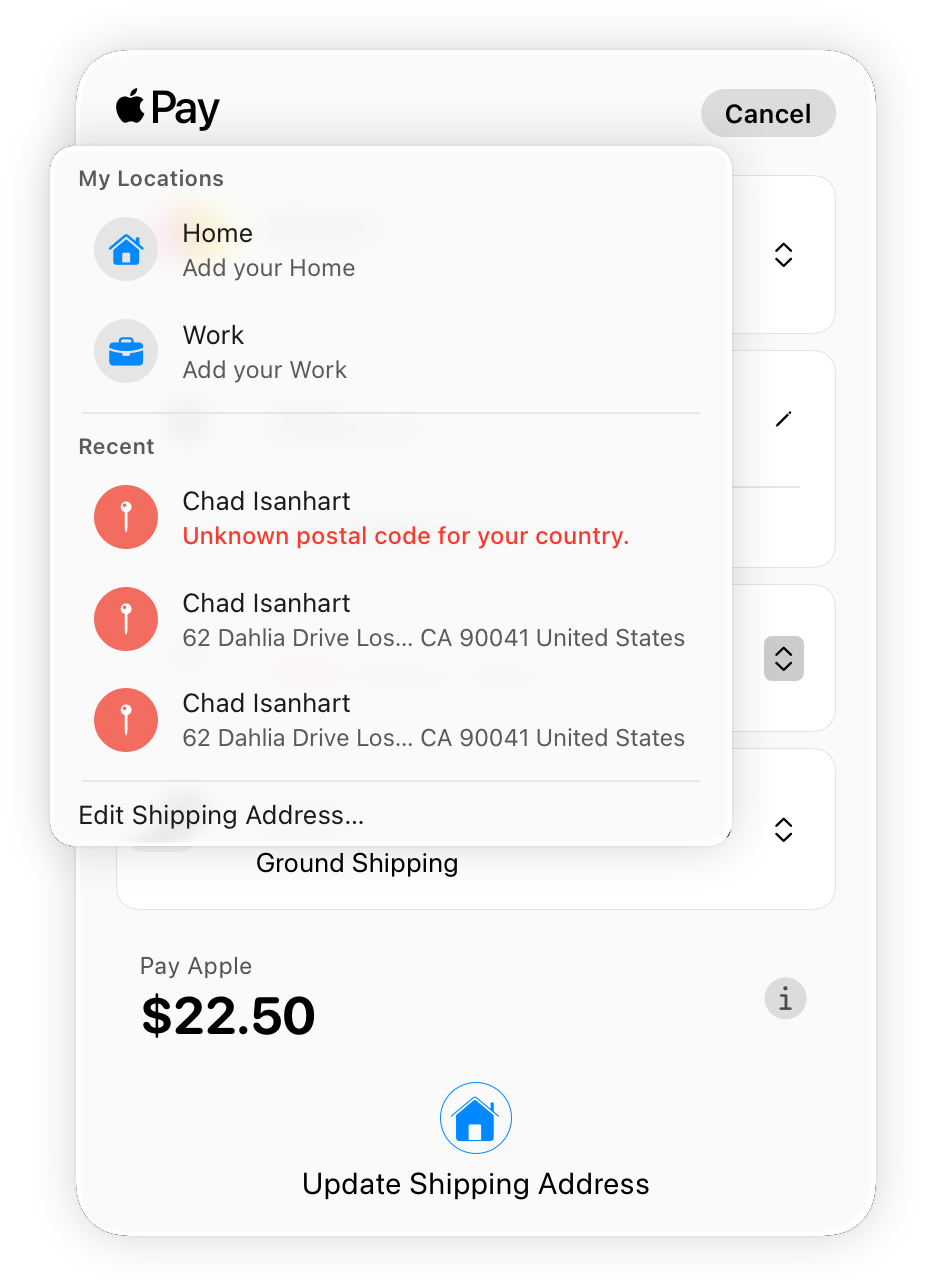 Pay
Cancel
My Locations
Home
Add your Home
Work
Add your Work
Recent
Chad Isanhart
Unknown postal code for your country.
Chad Isanhart
62 Dahlia Drive Los... CA 90041 United States
Chad Isanhart
62 Dahlia Drive Los... CA 90041 United States
Edit Shipping Address...
Ground Shipping
Pay Apple
$22.50
i
Update Shipping Address